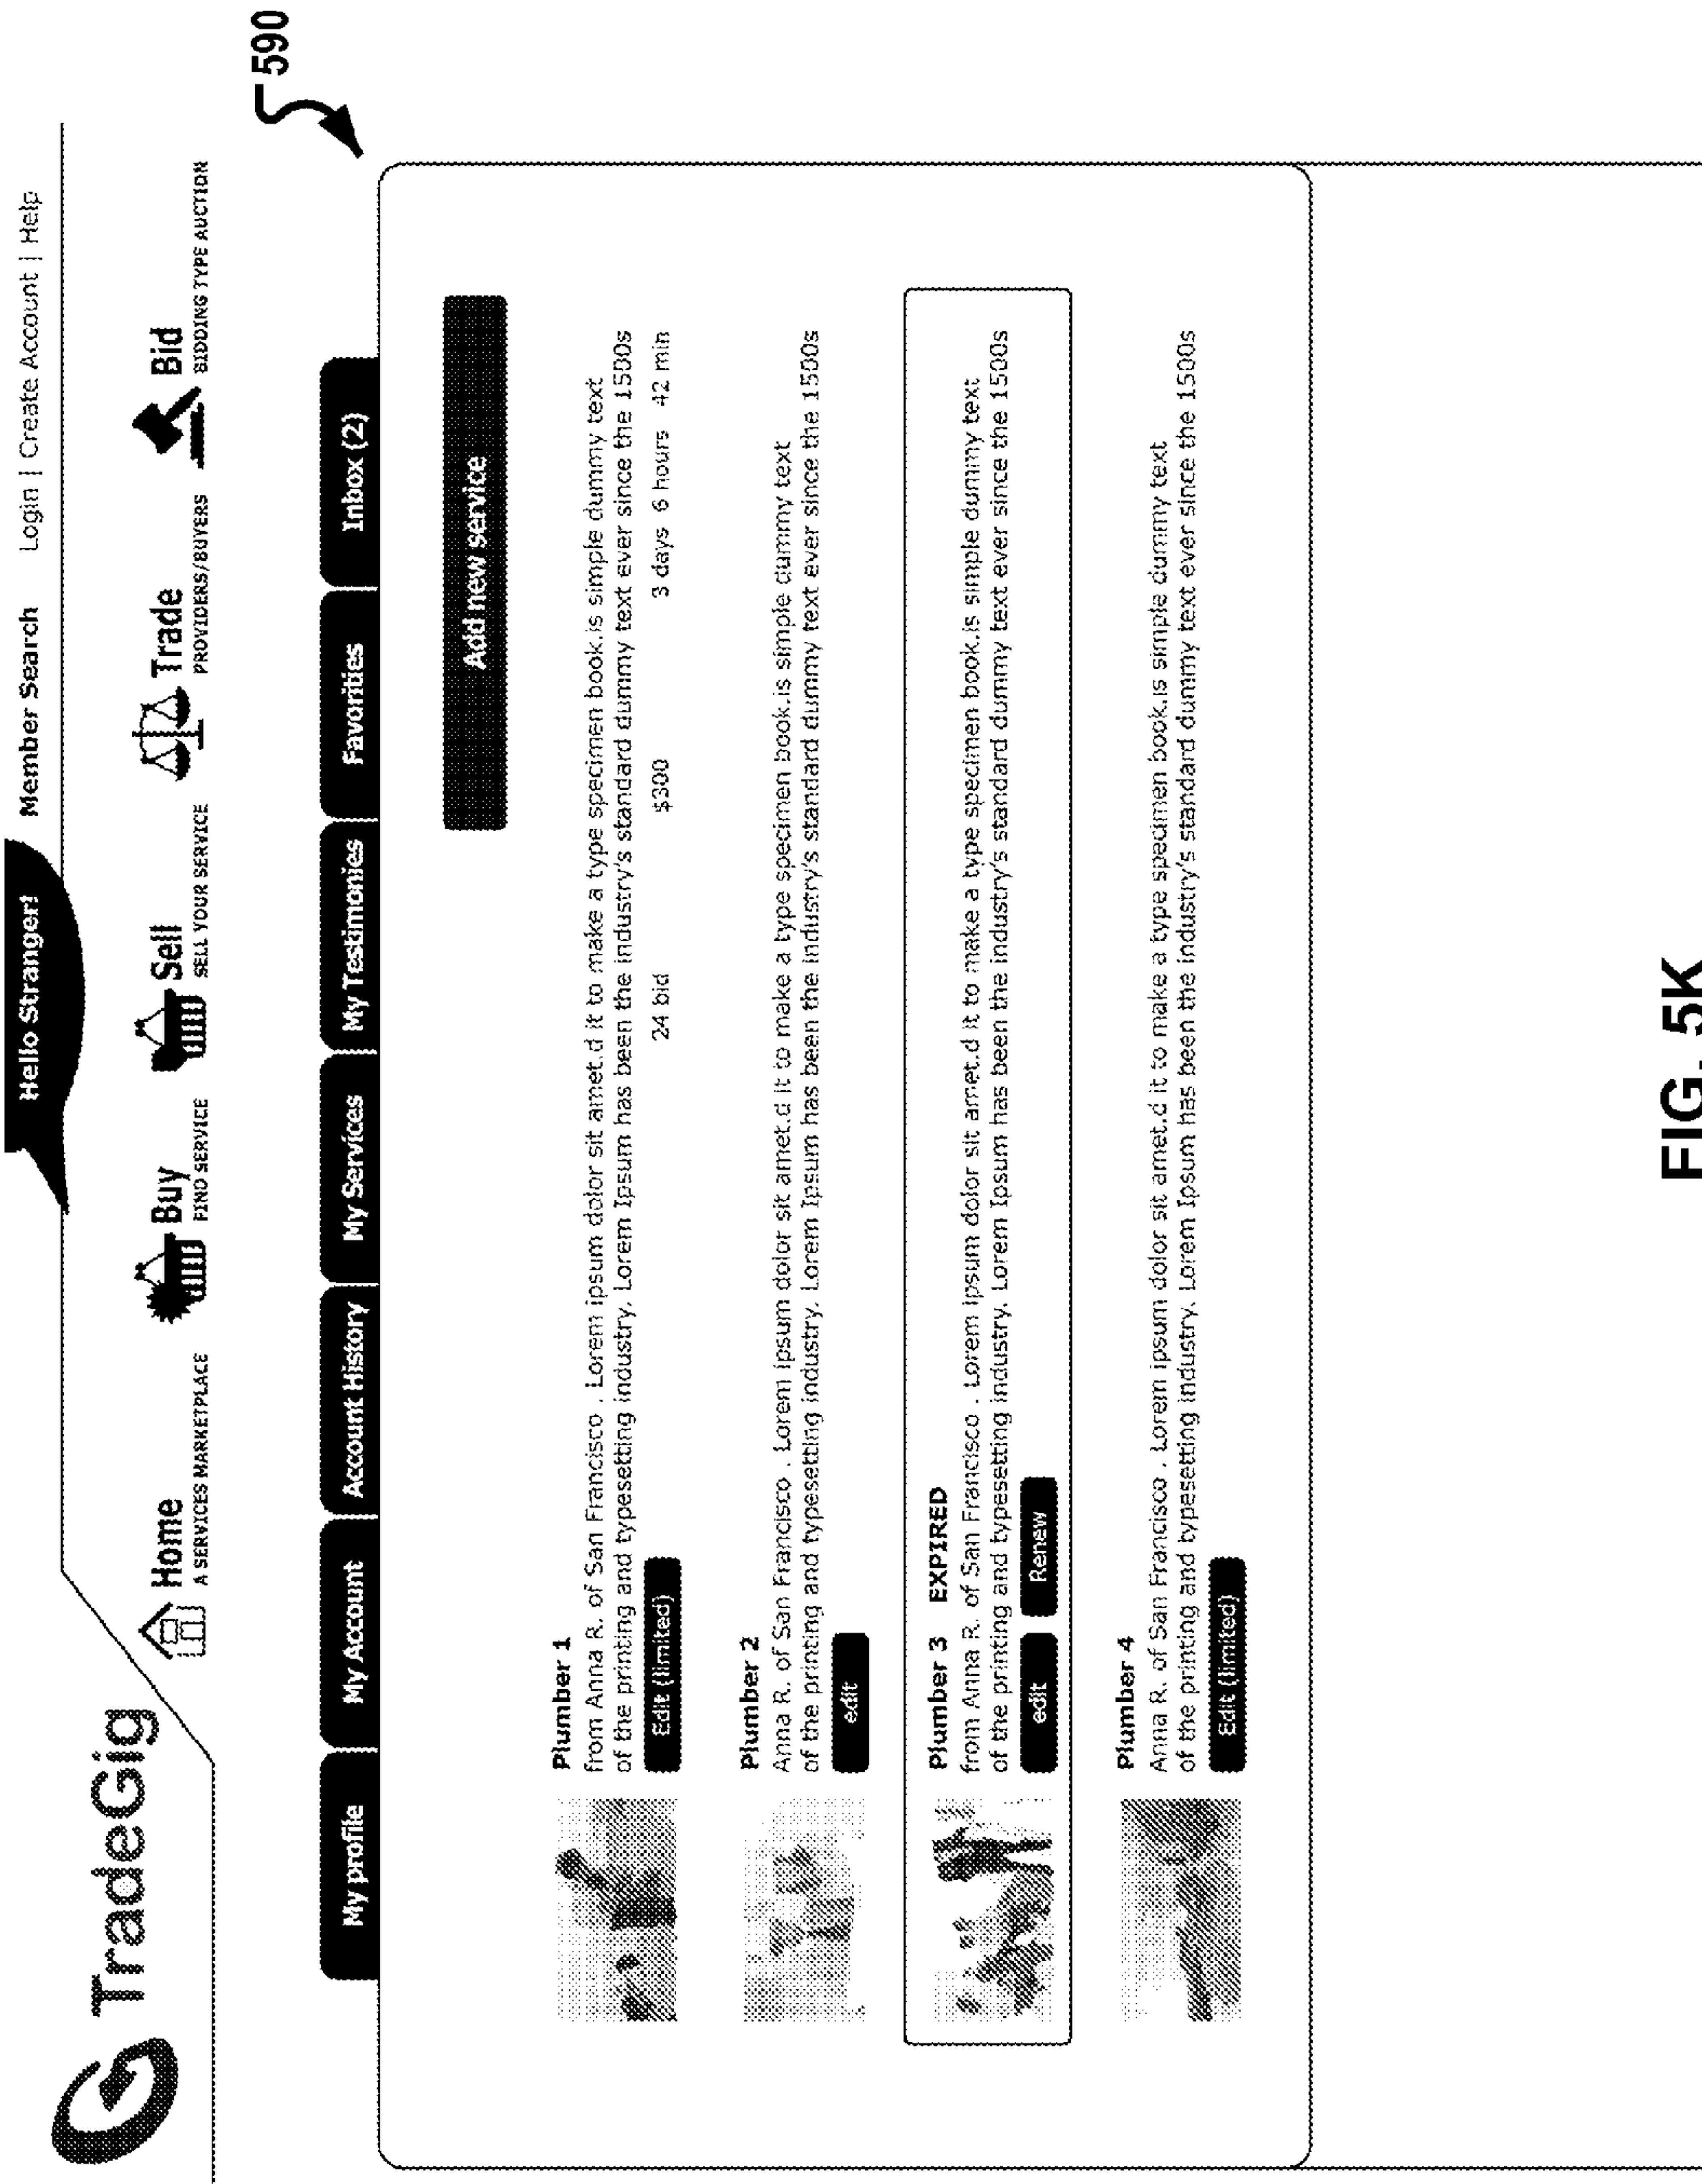 TradeGig
Hello Stranger!
Member Search
Login | Create Account | Help
Home
A SERVICES MARKETPLACE
Buy
FIND SERVICE
Sell
SELL YOUR SERVICE
Trade
PROVIDERS/BUYERS
Bid
BIDDING TYPE AUCTION
590
My profile
My Account
Account History
My Services
My Testimonies
Favorities
Inbox (2)
Add new service
Plumber 1
from Anna R. of San Francisco . Lorem ipsum dolor sit amet.d it to make a type specimen book.is simple dummy text
of the printing and typesetting industry. Lorem Ipsum has been the industry's standard dummy text ever since the 1500s
Edit (limited)
24 bid
$300
3 days 6 hours 42 min
Plumber 2
Anna R. of San Francisco . Lorem ipsum dolor sit amet.d it to make a type specimen book.is simple dummy text
of the printing and typesetting industry. Lorem Ipsum has been the industry's standard dummy text ever since the 1500s
edit
Plumber 3 EXPIRED
from Anna R. of San Francisco . Lorem ipsum dolor sit amet.d it to make a type specimen book.is simple dummy text
of the printing and typesetting industry. Lorem Ipsum has been the industry's standard dummy text ever since the 1500s
edit
Renew
Plumber 4
Anna R. of San Francisco . Lorem ipsum dolor sit amet.d it to make a type specimen book.is simple dummy text
of the printing and typesetting industry. Lorem Ipsum has been the industry's standard dummy text ever since the 1500s
Edit (limited)
FIG. 5K